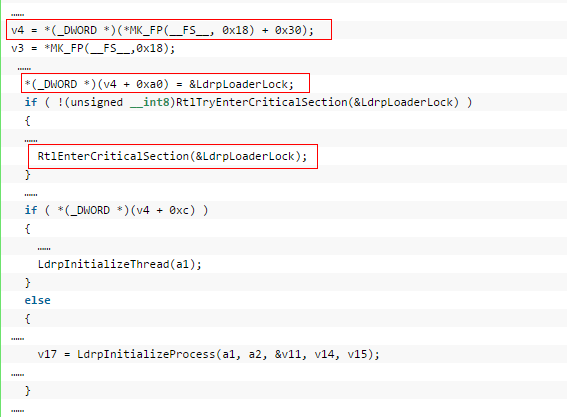 ……
v4 = *(_DWORD *)(*MK_FP(__FS__, 0x18) + 0x30);
v3 = *MK_FP(__FS__,0x18);
……
*(_DWORD *)(v4 + 0xa0) = &LdrpLoaderLock;
if ( !(unsigned __int8)RtlTryEnterCriticalSection(&LdrpLoaderLock) )
{
……
RtlEnterCriticalSection(&LdrpLoaderLock);
}
……
if ( *(_DWORD *)(v4 + 0xc) )
{
……
LdrpInitializeThread(a1);
}
else
{
……
v17 = LdrpInitializeProcess(a1, a2, &v11, v14, v15);
……
}
……